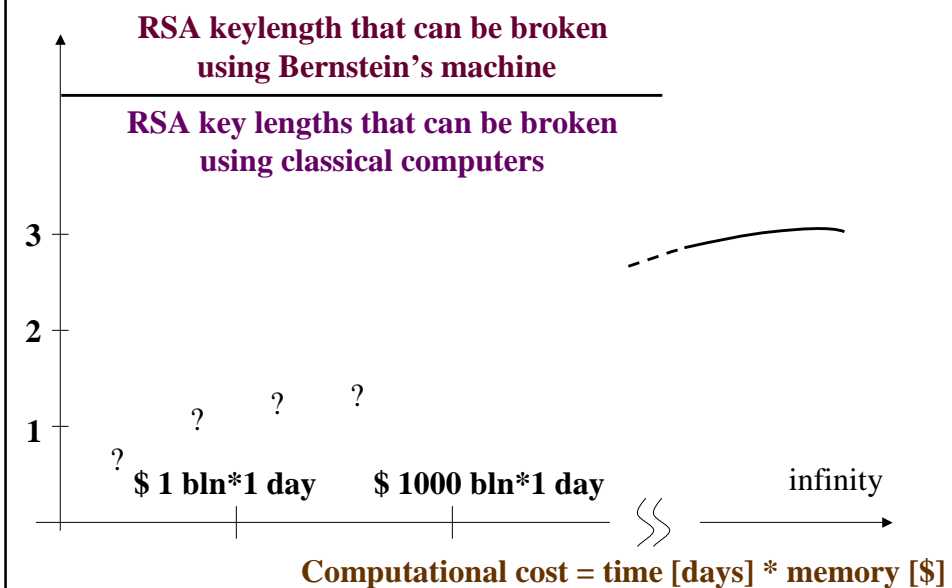 RSA keylength that can be broken
using Bernstein's machine
RSA key lengths that can be broken
using classical computers
3
2
1
? ? ? ?
$ 1 bln*1 day $ 1000 bln*1 day infinity
Computational cost = time [days] * memory [$]